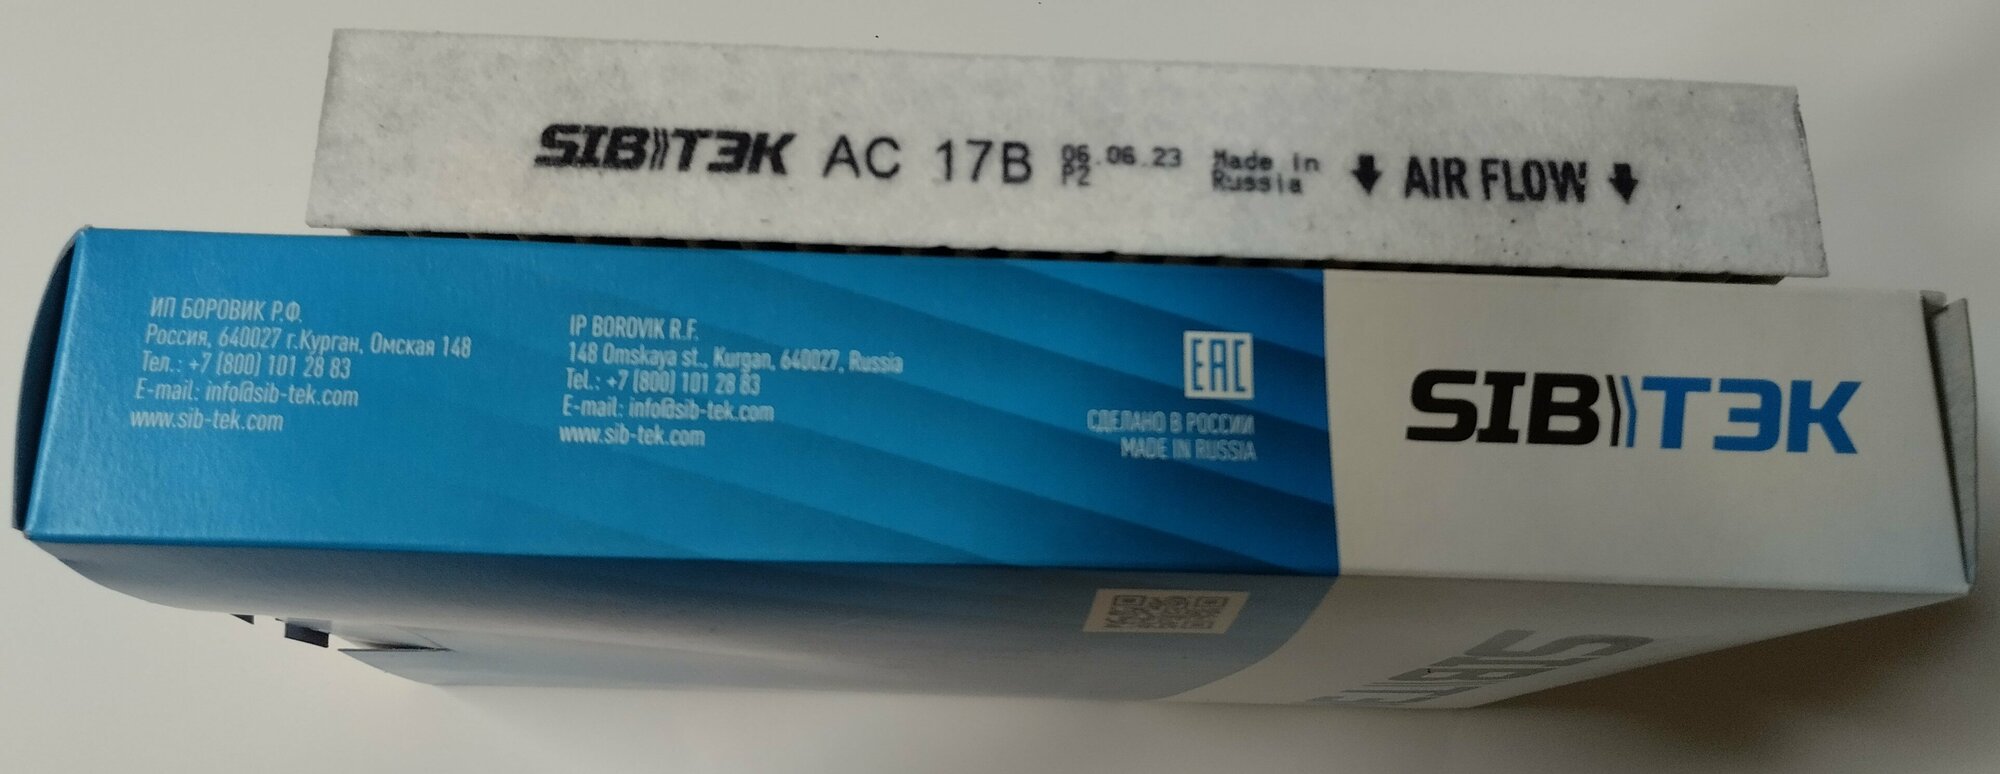 SIB TЭK AC 17B 06.06.23 Made in AIR FLOW
P2 Russia
ИП БОРОВИК Р.Ф.
Россия, 640027 г.Курган, Омская 148
Тел.: +7 (800) 101 28 83
E-mail: info@sib-tek.com
www.sib-tek.com
IP BOROVIK R.F.
148 Omskaya st., Kurgan, 640027, Russia
Tel.: +7 (800) 101 28 83
E-mail: info@sib-tek.com
www.sib-tek.com
EAC
СДЕЛАНО В РОССИИ
MADE IN RUSSIA
SIB TЭK